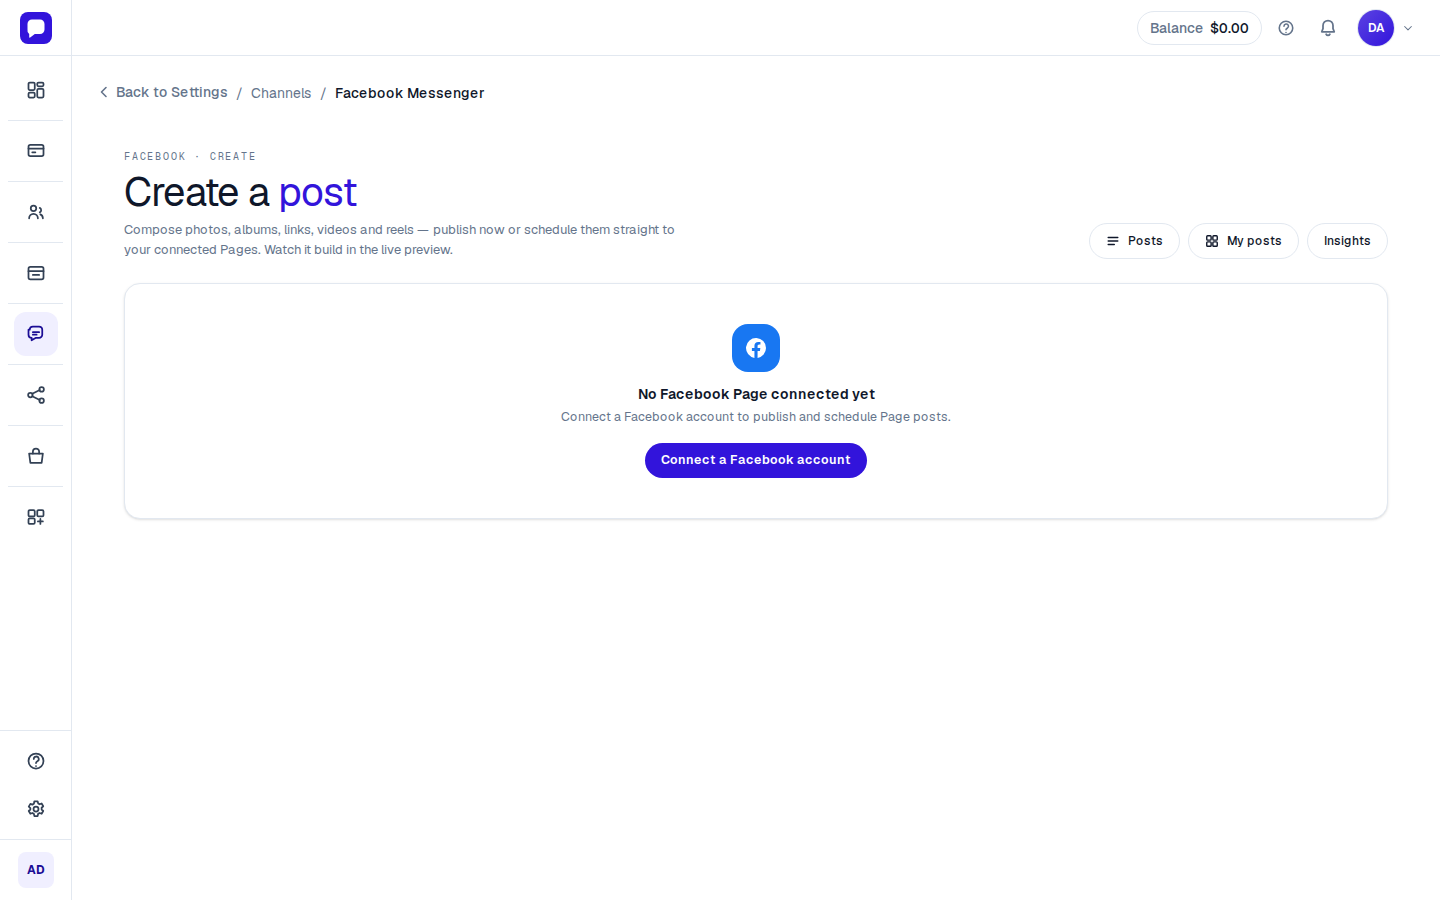 Balance $0.00
DA
Back to Settings / Channels / Facebook Messenger
FACEBOOK · CREATE
Create a post
Compose photos, albums, links, videos and reels — publish now or schedule them straight to
your connected Pages. Watch it build in the live preview.
Posts
My posts
Insights
No Facebook Page connected yet
Connect a Facebook account to publish and schedule Page posts.
Connect a Facebook account
AD